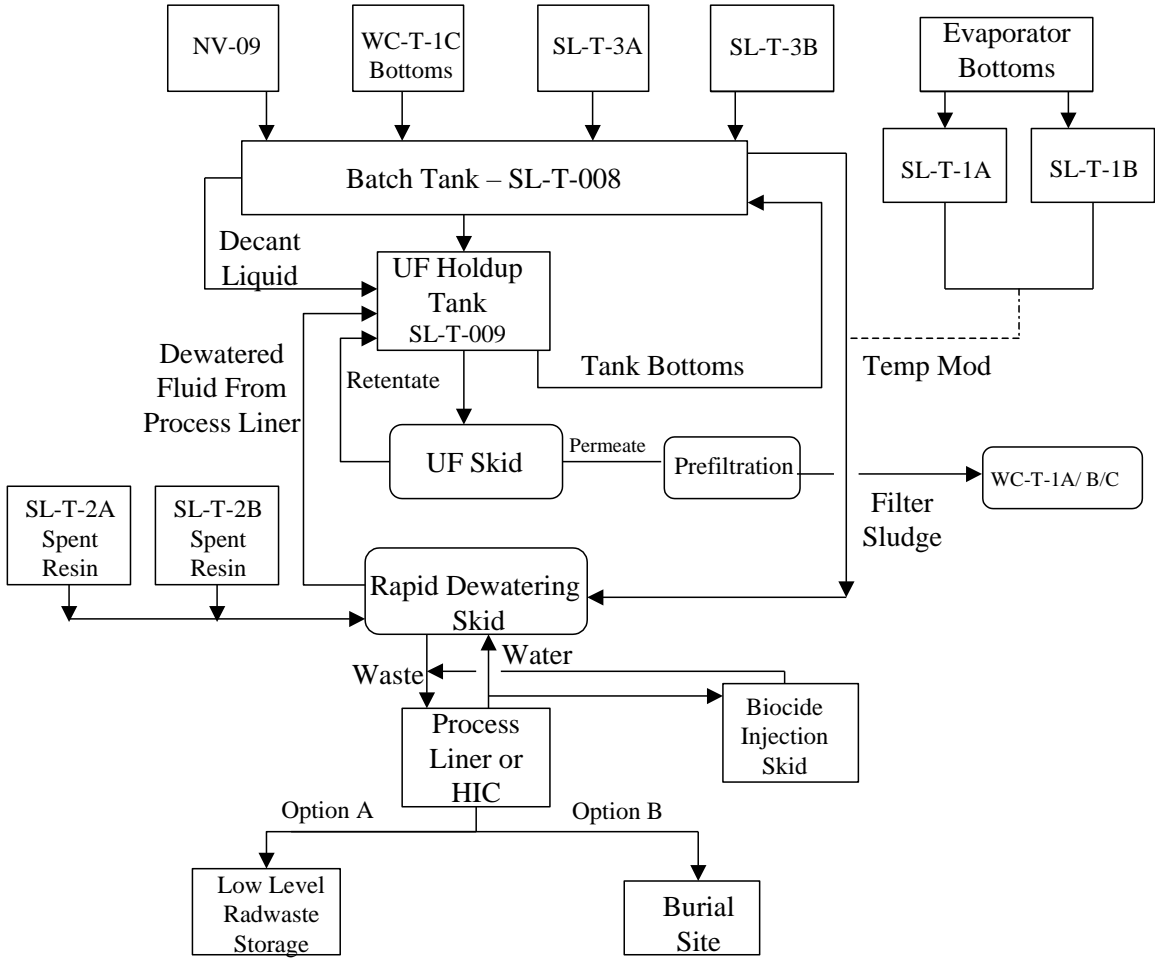 NV-09
WC-T-1C
Bottoms
SL-T-3A
SL-T-3B
Evaporator
Bottoms
Batch Tank – SL-T-008
SL-T-1A
SL-T-1B
Decant
Liquid
UF Holdup
Tank
SL-T-009
Dewatered
Fluid From
Process Liner
Retentate
Tank Bottoms
Temp Mod
UF Skid
Permeate
Prefiltration
WC-T-1A/ B/C
Filter
Sludge
SL-T-2A
Spent
Resin
SL-T-2B
Spent
Resin
Rapid Dewatering
Skid
Waste
Water
Process
Liner or
HIC
Biocide
Injection
Skid
Option A
Option B
Low Level
Radwaste
Storage
Burial
Site